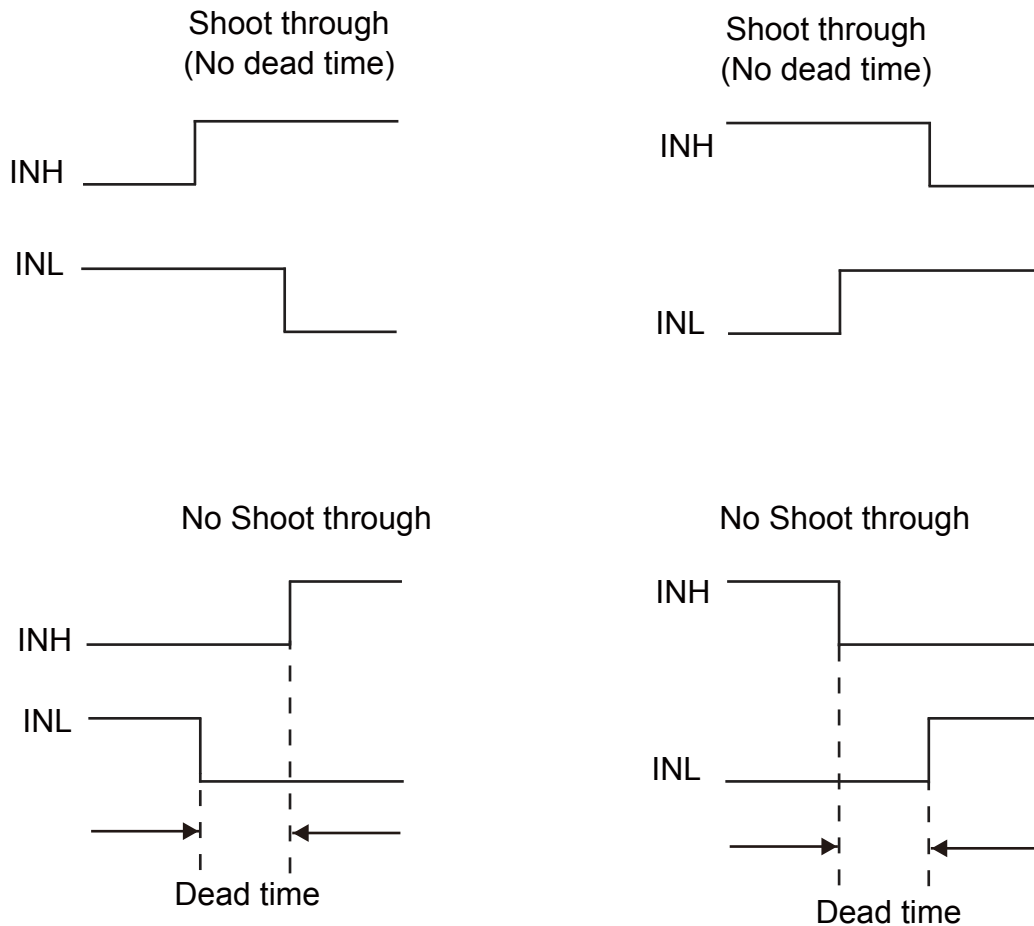 Shoot through
(No dead time)
INH
INL
Shoot through
(No dead time)
INH
INL
No Shoot through
INH
INL
Dead time
No Shoot through
INH
INL
Dead time